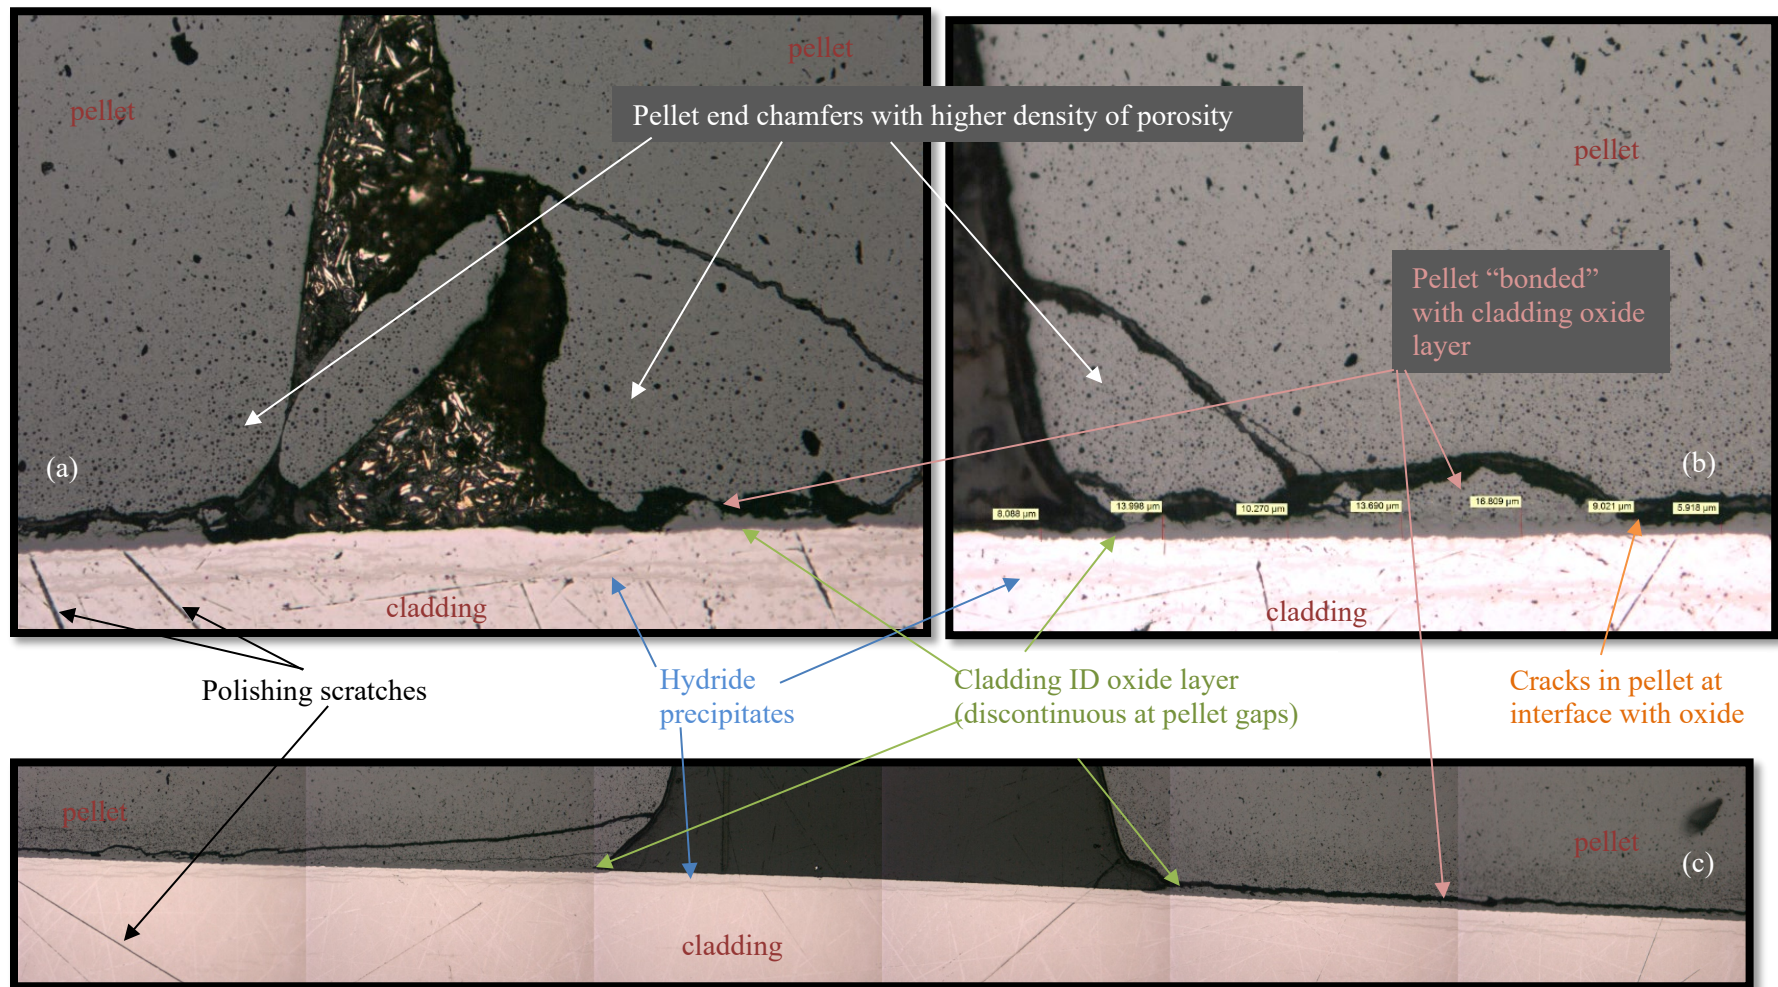 pellet
pellet
Pellet end chamfers with higher density of porosity
pellet
Pellet “bonded”
with cladding oxide
layer
(a)
(b)
8.088 µm
13.998 µm
10.270 µm
13.690 µm
16.809 µm
9.021 µm
5.918 µm
cladding
cladding
Polishing scratches
Hydride
precipitates
Cladding ID oxide layer
(discontinuous at pellet gaps)
Cracks in pellet at
interface with oxide
pellet
pellet
(c)
cladding